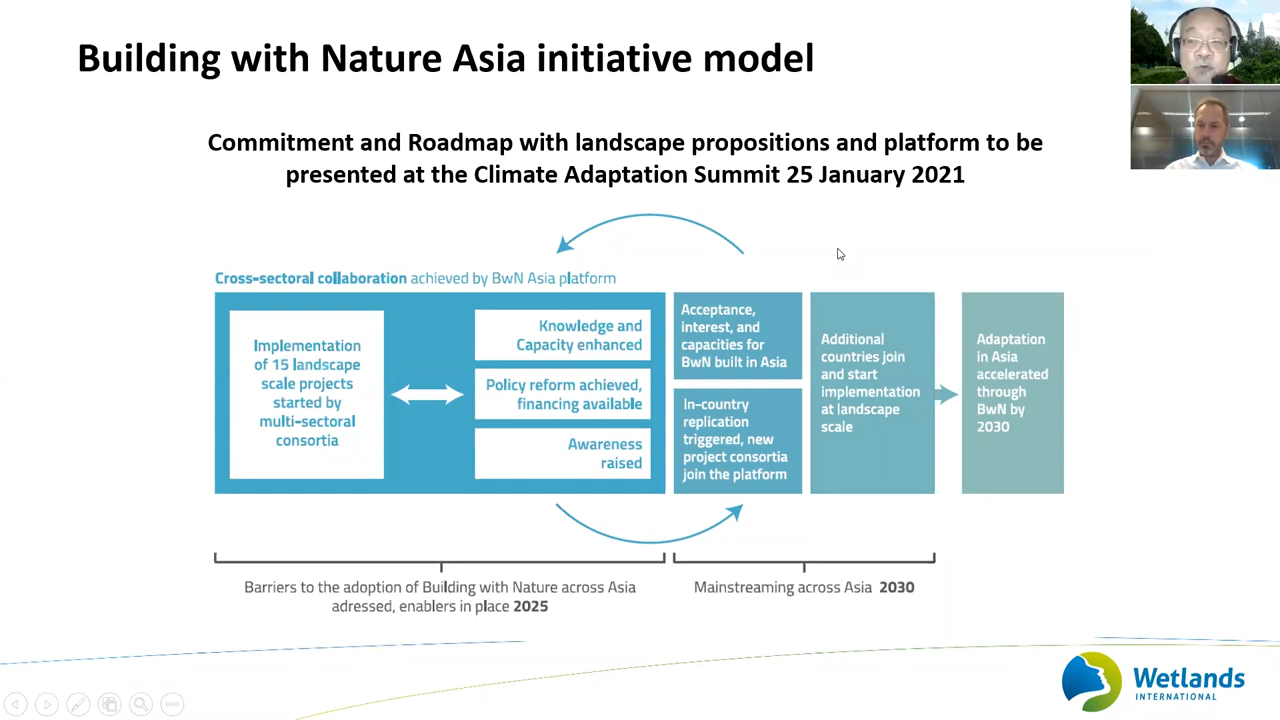 Building with Nature Asia initiative model
Commitment and Roadmap with landscape propositions and platform to be
presented at the Climate Adaptation Summit 25 January 2021
Cross-sectoral collaboration achieved by BwN Asia platform
Implementation
of 15 landscape
scale projects
started by
multi-sectoral
consortia
Knowledge and
Capacity enhanced
Policy reform achieved,
financing available
Awareness
raised
Acceptance,
interest, and
capacities for
BwN built in Asia
In-country
replication
triggered, new
project consortia
join the platform
Additional
countries join
and start
implementation
at landscape
scale
Adaptation
in Asia
accelerated
through
BwN by
2030
Barriers to the adoption of Building with Nature across Asia
adressed, enablers in place 2025
Mainstreaming across Asia 2030
Wetlands
INTERNATIONAL